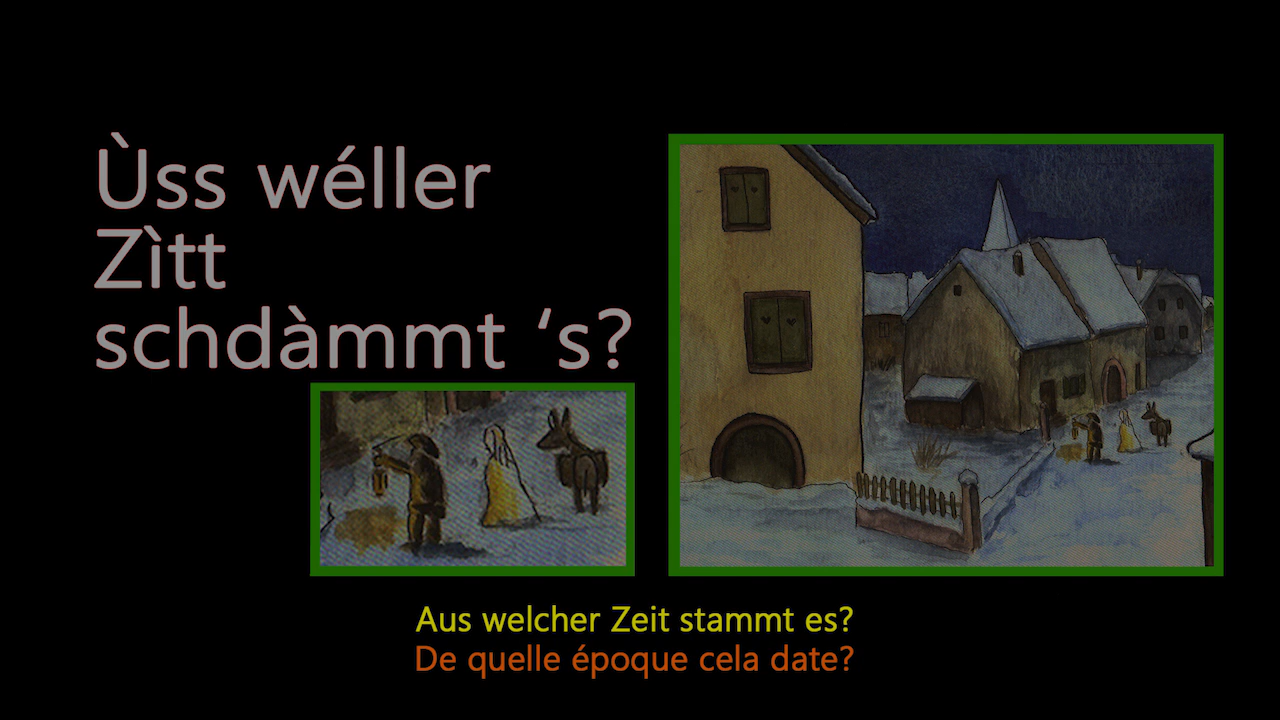 Ùss wéller
Zìtt
schdàmmt ‘s?
Aus welcher Zeit stammt es?
De quelle époque cela date?